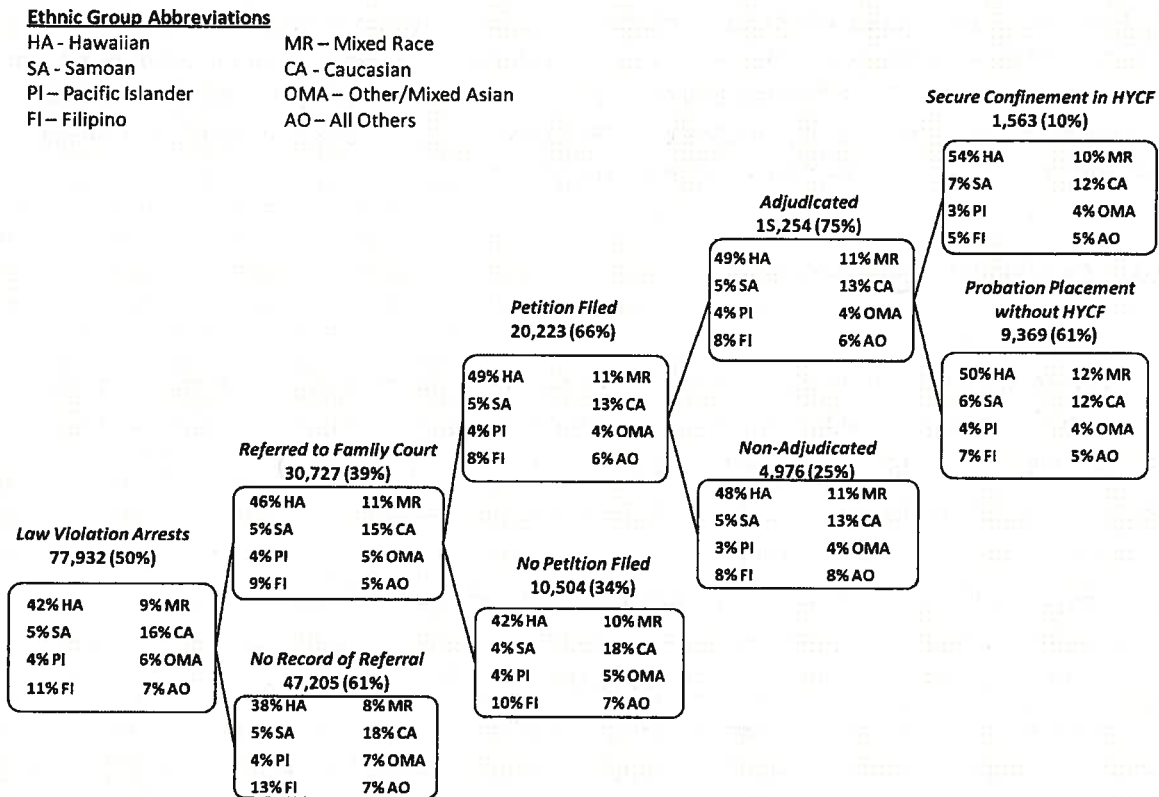 Ethnic Group Abbreviations
HA - Hawaiian
SA - Samoan
PI – Pacific Islander
FI – Filipino
MR – Mixed Race
CA - Caucasian
OMA – Other/Mixed Asian
AO – All Others
Secure Confinement in HYCF
1,563 (10%)
54% HA 10% MR
7% SA 12% CA
3% PI 4% OMA
5% FI 5% AO
Adjudicated
15,254 (75%)
49% HA 11% MR
5% SA 13% CA
4% PI 4% OMA
8% FI 6% AO
Probation Placement
without HYCF
9,369 (61%)
50% HA 12% MR
6% SA 12% CA
4% PI 4% OMA
7% FI 5% AO
Petition Filed
20,223 (66%)
49% HA 11% MR
5% SA 13% CA
4% PI 4% OMA
8% FI 6% AO
Non-Adjudicated
4,976 (25%)
48% HA 11% MR
5% SA 13% CA
3% PI 4% OMA
8% FI 8% AO
Referred to Family Court
30,727 (39%)
46% HA 11% MR
5% SA 15% CA
4% PI 5% OMA
9% FI 5% AO
No Petition Filed
10,504 (34%)
42% HA 10% MR
4% SA 18% CA
4% PI 5% OMA
10% FI 7% AO
Law Violation Arrests
77,932 (50%)
42% HA 9% MR
5% SA 16% CA
4% PI 6% OMA
11% FI 7% AO
No Record of Referral
47,205 (61%)
38% HA 8% MR
5% SA 18% CA
4% PI 7% OMA
13% FI 7% AO